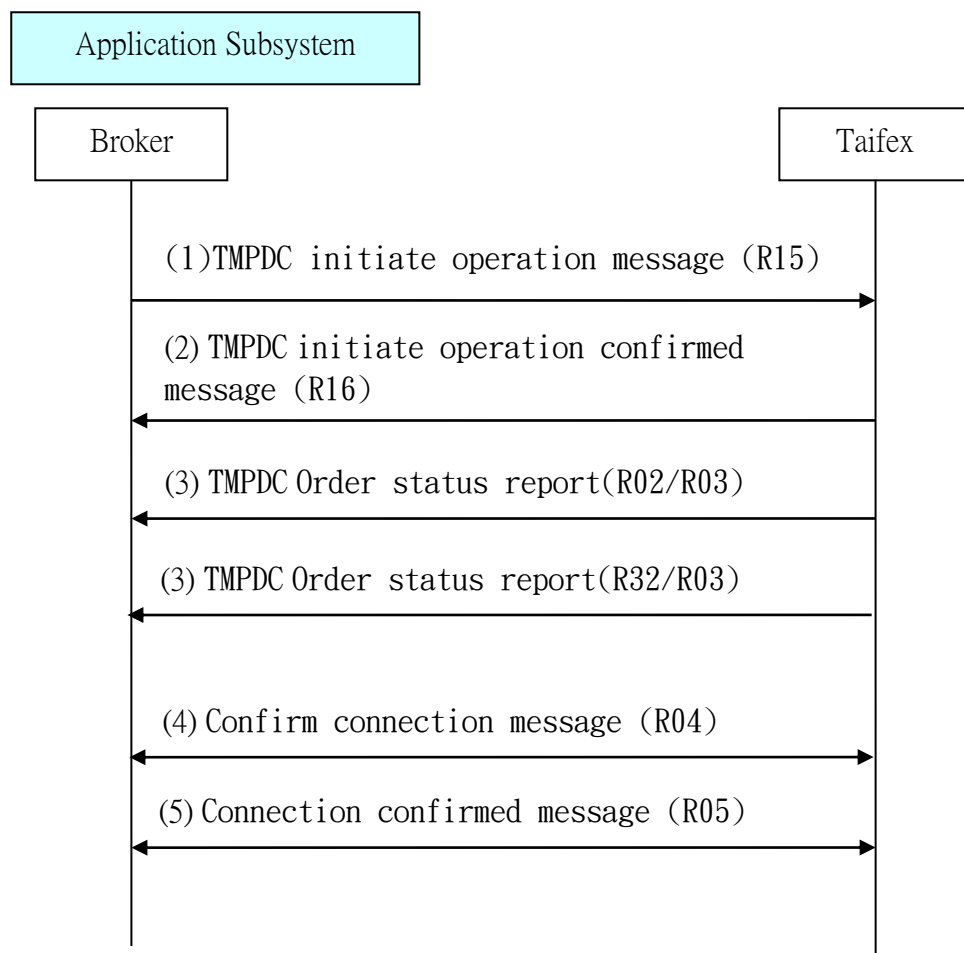 Application Subsystem
Broker
Taifex
(1)TMPDC initiate operation message (R15)
(2) TMPDC initiate operation confirmed
message (R16)
(3) TMPDC Order status report(R02/R03)
(3) TMPDC Order status report(R32/R03)
(4) Confirm connection message (R04)
(5) Connection confirmed message (R05)